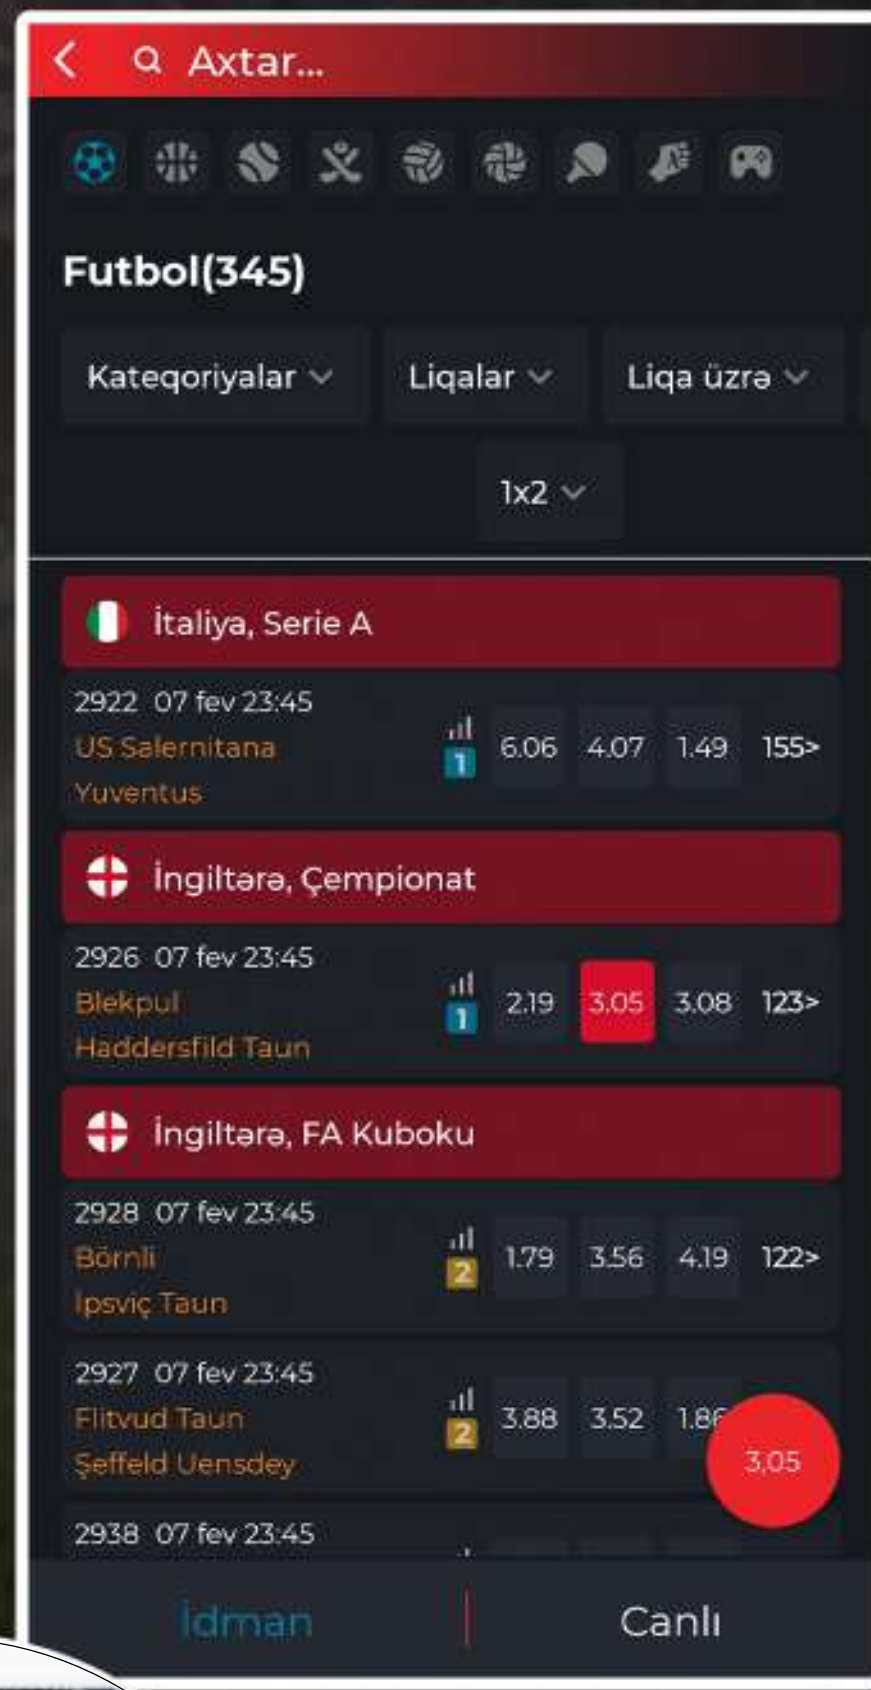 Axtar...
Futbol(345)
Kateqoriyalar Liqalar Liqa üzrə
1x2
İtaliya, Serie A
2922 07 fev 23:45
US Salernitana
Yuventus
1 6.06 4.07 1.49 155>
İngiltərə, Çempionat
2926 07 fev 23:45
Blekpul
Haddersfild Taun
1 2.19 3.05 3.08 123>
İngiltərə, FA Kuboku
2928 07 fev 23:45
Börnli
İpsviç Taun
2 1.79 3.56 4.19 122>
2927 07 fev 23:45
Flitvud Taun
Şeffeld Uensdey
2 3.88 3.52 1.86
3,05
2938 07 fev 23:45
İdman Canlı